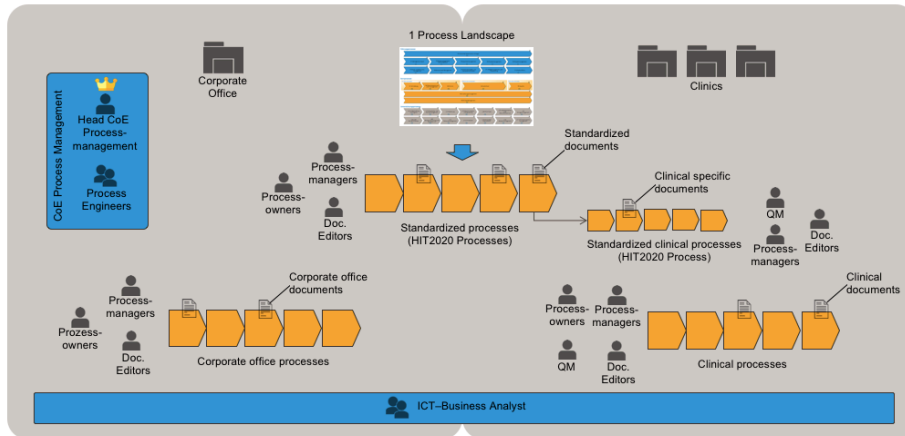 1 Process Landscape
Corporate
Office
Clinics
CoE Process Management
Head CoE
Process-
management
Process
Engineers
Process-
managers
Process-
owners
Doc.
Editors
Standardized
documents
Standardized processes
(HIT2020 Processes)
Clinical specific
documents
Standardized clinical processes
(HIT2020 Process)
QM
Process-
managers
Doc.
Editors
Process-
managers
Prozess-
owners
Doc.
Editors
Corporate office
documents
Corporate office processes
Process-
owners
Process-
managers
QM
Doc.
Editors
Clinical
documents
Clinical processes
ICT–Business Analyst